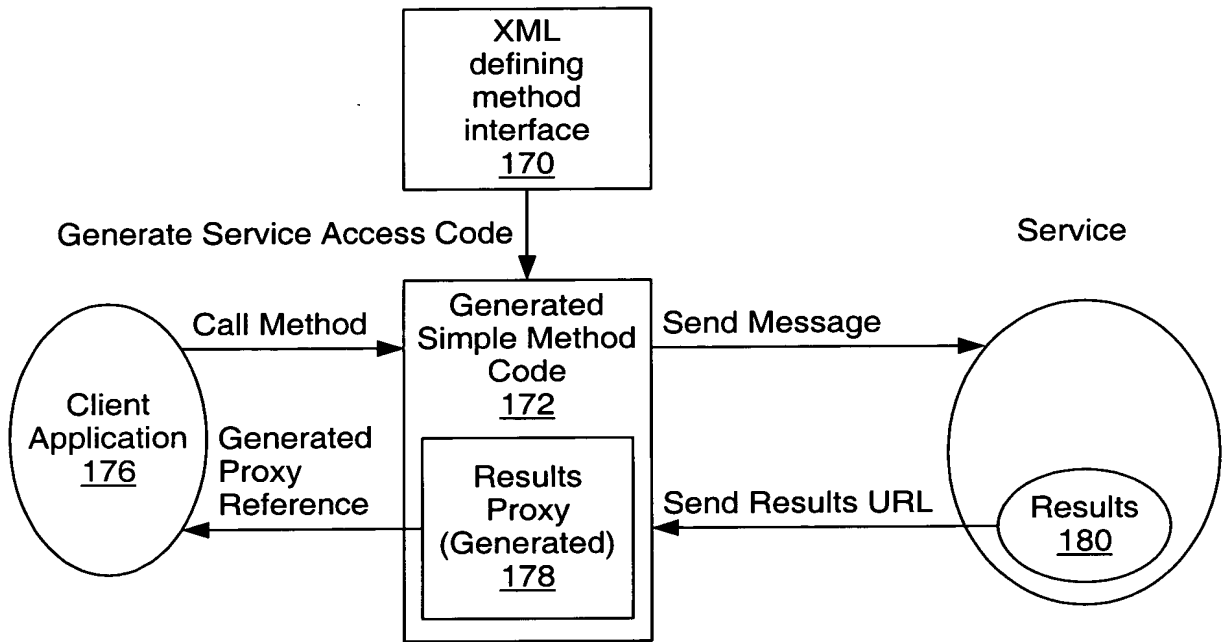 XML
defining
method
interface
170
Generate Service Access Code
Service
Generated
Simple Method
Code
172
Call Method
Send Message
Client
Application
176
Generated
Proxy
Reference
Results
Proxy
(Generated)
178
Send Results URL
Results
180